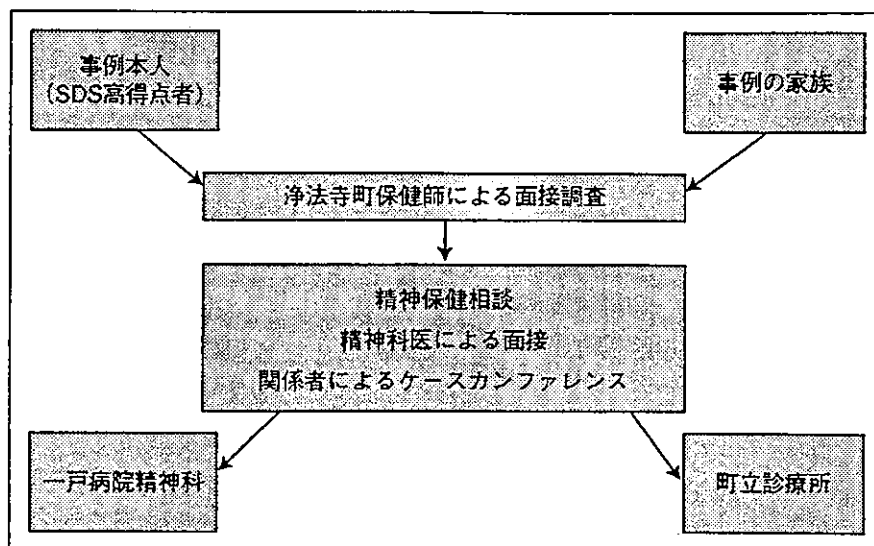 事例本人
（SDS高得点者）
事例の家族
浄法寺町保健師による面接調査
精神保健相談
精神科医による面接
関係者によるケースカンファレンス
一戸病院精神科
町立診療所